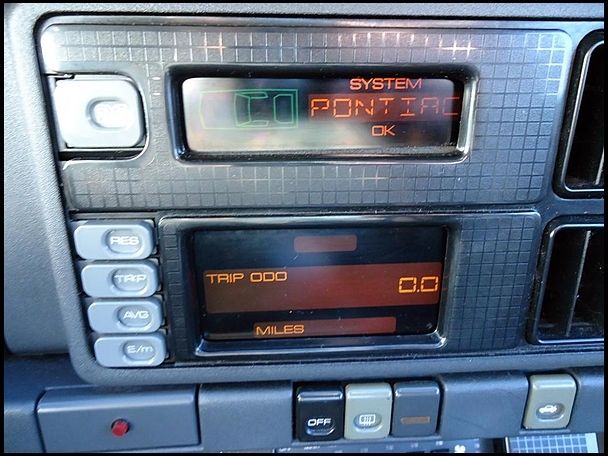 SYSTEM
PONTIAC
OK
RES
TRIP
AVG
E/m
TRIP ODO 0.0
MILES
OFF